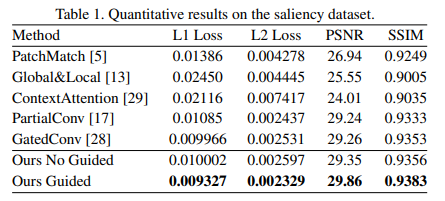 Table 1. Quantitative results on the saliency dataset.
Method L1 Loss L2 Loss PSNR SSIM
PatchMatch [5] 0.01386 0.004278 26.94 0.9249
Global&Local [13] 0.02450 0.004445 25.55 0.9005
ContextAttention [29] 0.02116 0.007417 24.01 0.9035
PartialConv [17] 0.01085 0.002437 29.24 0.9333
GatedConv [28] 0.009966 0.002531 29.26 0.9353
Ours No Guided 0.010002 0.002597 29.35 0.9356
Ours Guided 0.009327 0.002329 29.86 0.9383